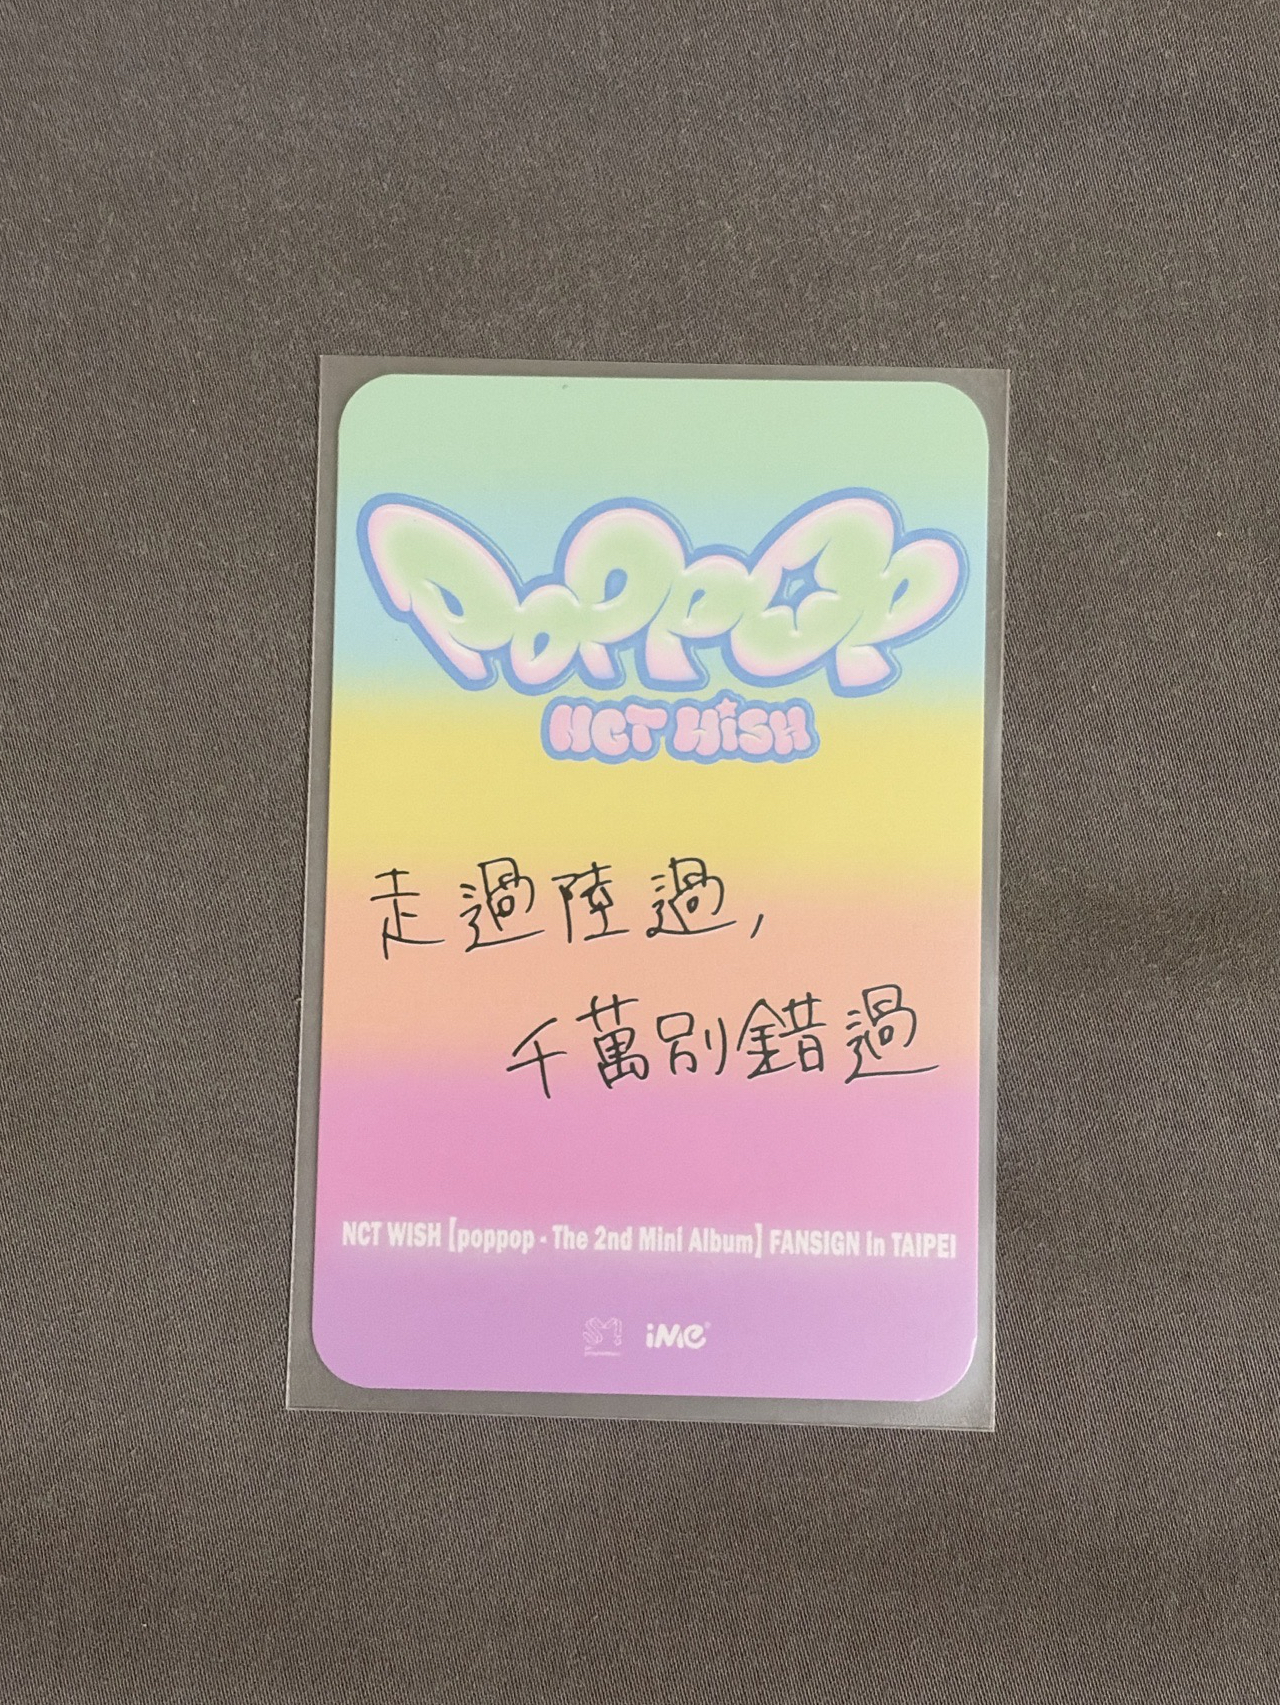 poppop
NCT WiSH
走過陸過,
千萬別錯過
NCT WISH [poppop - The 2nd Mini Album] FANSIGN In TAIPEI
SM iMe